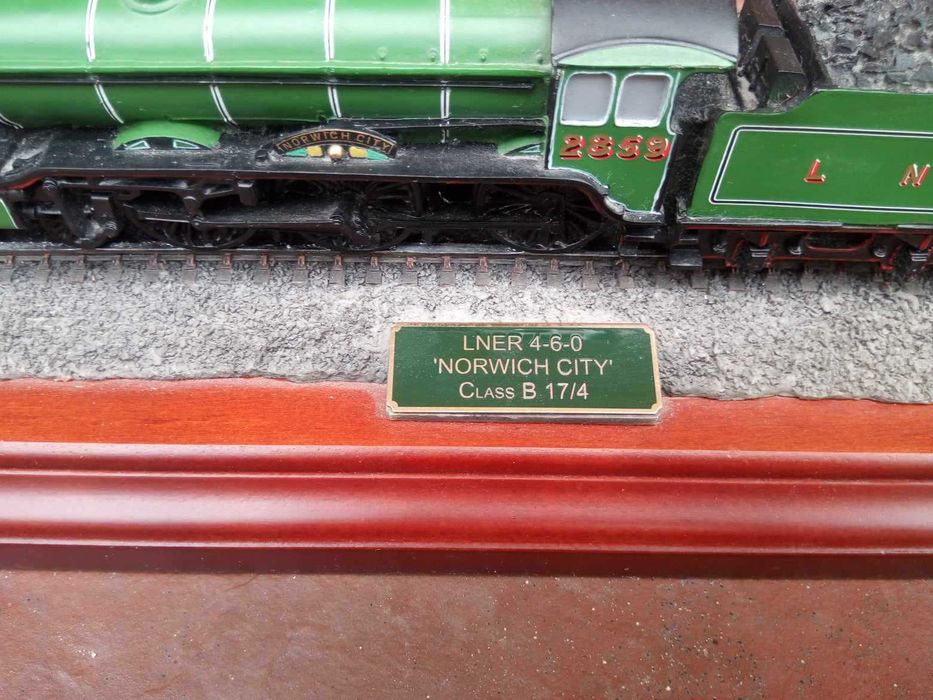 NORWICH CITY
2859
L N
LNER 4-6-0
'NORWICH CITY'
CLASS B 17/4